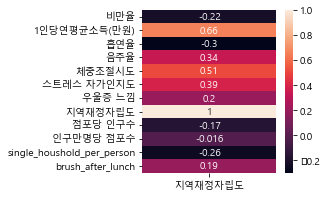 비만율 -0.22
1인당연평균소득(만원) 0.66
흡연율 -0.3
음주율 0.34
체중조절시도 0.51
스트레스 자가인지도 0.39
우울증 느낌 0.2
지역재정자립도 1
점포당 인구수 -0.17
인구만명당 점포수 -0.016
single_houshold_per_person -0.26
brush_after_lunch 0.19
지역재정자립도
1.0
0.8
0.6
0.4
0.2
0.0
▯0.2